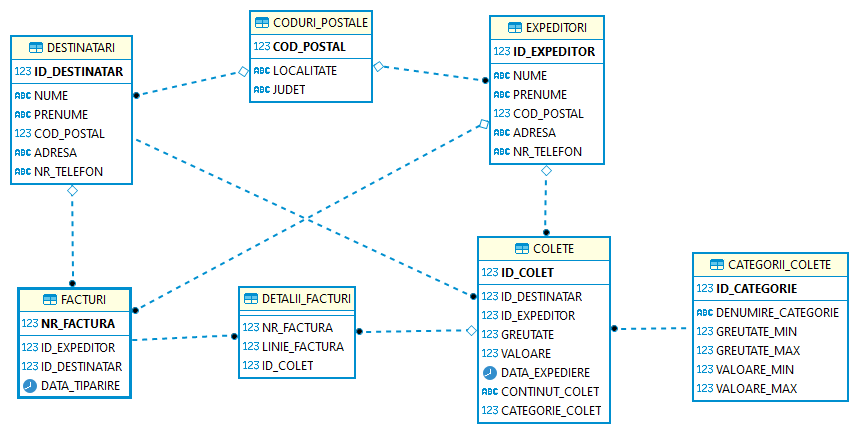 DESTINATARI
123 ID_DESTINATAR
ABC NUME
ABC PRENUME
123 COD_POSTAL
ABC ADRESA
ABC NR_TELEFON
CODURI_POSTALE
123 COD_POSTAL
ABC LOCALITATE
ABC JUDET
EXPEDITORI
123 ID_EXPEDITOR
ABC NUME
ABC PRENUME
123 COD_POSTAL
ABC ADRESA
ABC NR_TELEFON
FACTURI
123 NR_FACTURA
123 ID_EXPEDITOR
123 ID_DESTINATAR
DATA_TIPARIRE
DETALII_FACTURI
123 NR_FACTURA
123 LINIE_FACTURA
123 ID_COLET
COLETE
123 ID_COLET
123 ID_DESTINATAR
123 ID_EXPEDITOR
123 GREUTATE
123 VALOARE
DATA_EXPEDIERE
ABC CONTINUT_COLET
123 CATEGORIE_COLET
CATEGORII_COLETE
123 ID_CATEGORIE
ABC DENUMIRE_CATEGORIE
123 GREUTATE_MIN
123 GREUTATE_MAX
123 VALOARE_MIN
123 VALOARE_MAX